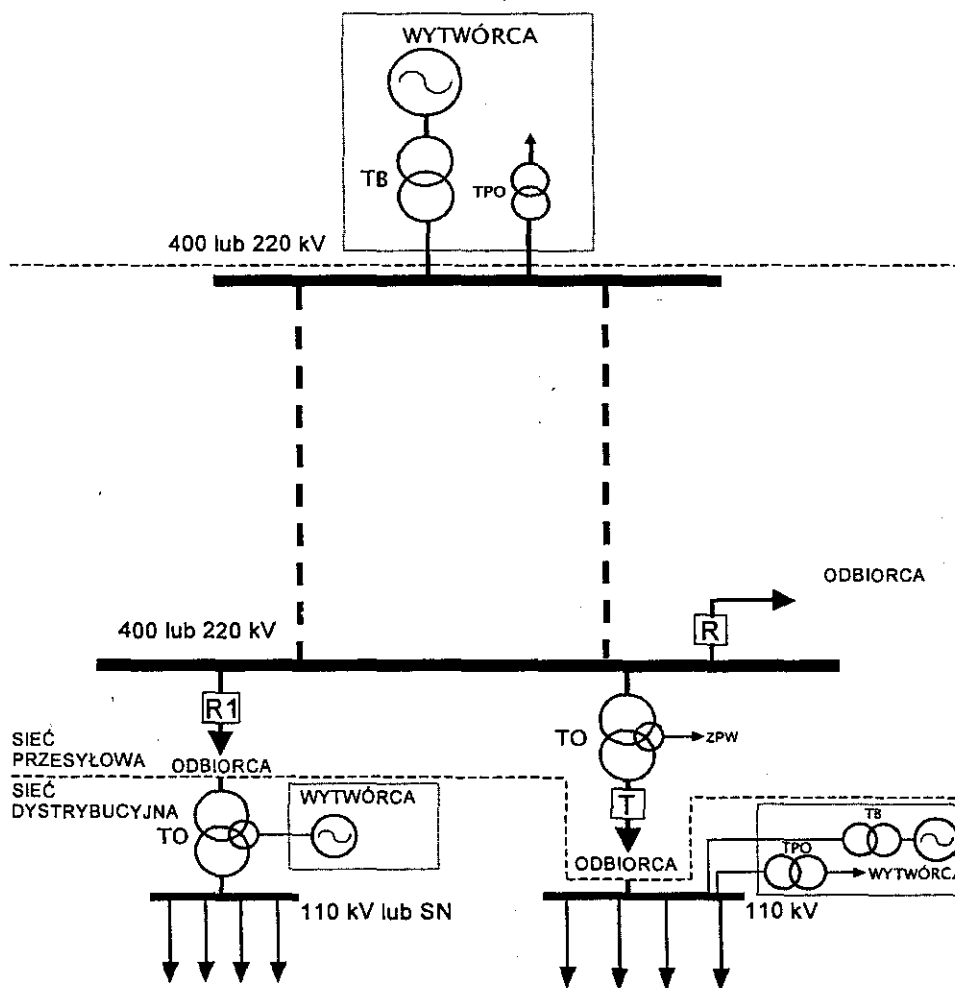 WYTWÓRCA
TB
TPO
400 lub 220 kV
ODBIORCA
R
400 lub 220 kV
R1
TO
ZPW
SIEĆ
PRZESYŁOWA
ODBIORCA
SIEĆ
DYSTRYBUCYJNA
WYTWÓRCA
T
TB
TO
TPO
ODBIORCA
WYTWÓRCA
110 kV lub SN
110 kV